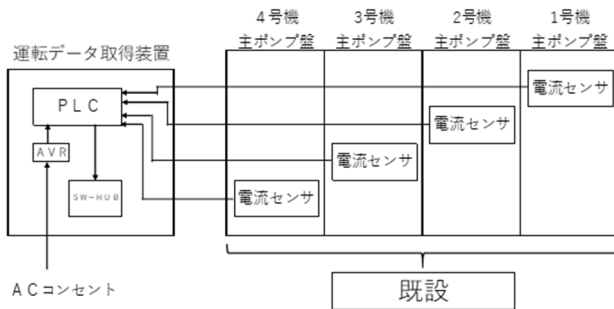 4号機 3号機 2号機 1号機
主ポンプ盤 主ポンプ盤 主ポンプ盤 主ポンプ盤
運転データ取得装置
電流センサ
PLC
電流センサ
AVR
電流センサ
SW-HUB
電流センサ
ACコンセント
既設